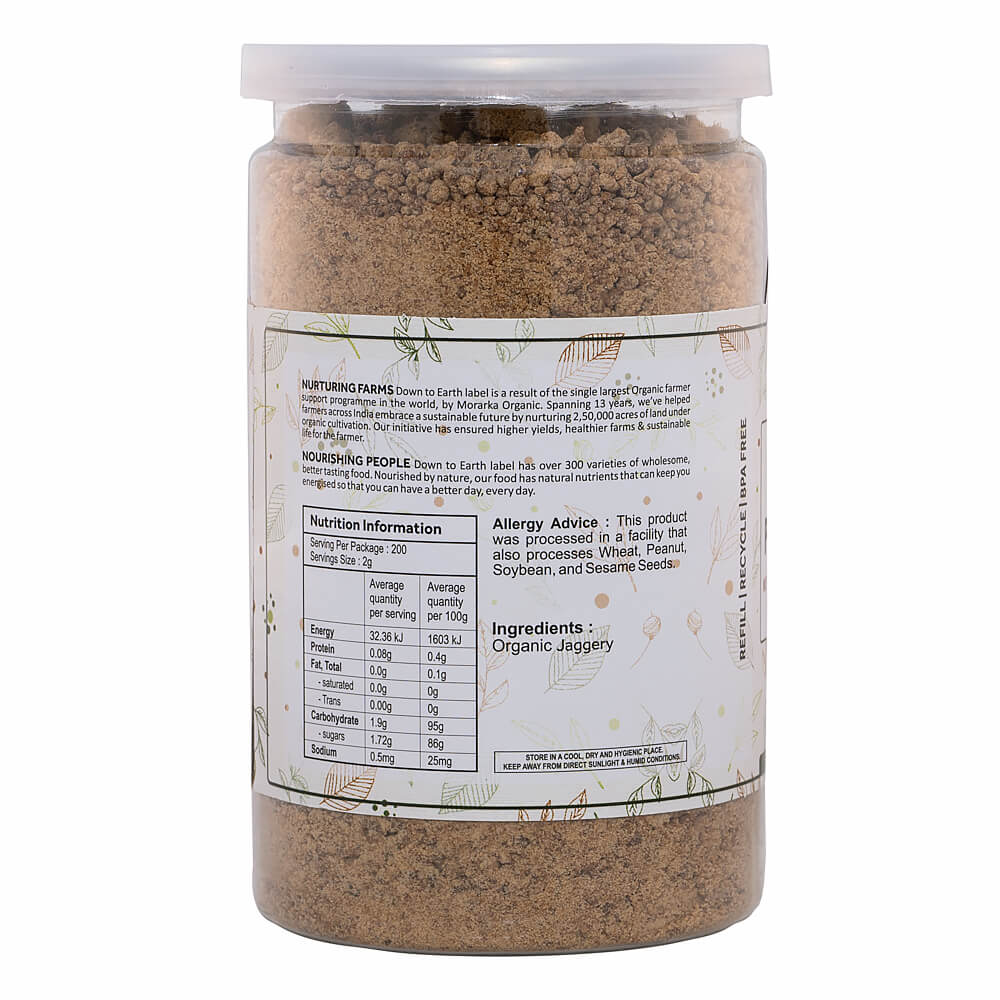 NURTURING FARMS Down to Earth label is a result of the single largest Organic farmer
support programme in the world, by Morarka Organic. Spanning 13 years, we've helped
farmers across India embrace a sustainable future by nurturing 2,50,000 acres of land under
organic cultivation. Our initiative has ensured higher yields, healthier farms & sustainable
life for the farmer.
NOURISHING PEOPLE Down to Earth label has over 300 varieties of wholesome,
better tasting food. Nourished by nature, our food has natural nutrients that can keep you
energised so that you can have a better day, every day.
Nutrition Information
Serving Per Package : 200
Servings Size : 2g
Average quantity per serving
Average quantity per 100g
Energy 32.36 kJ 1603 kJ
Protein 0.08g 0.4g
Fat, Total 0.0g 0.1g
- saturated 0.0g 0g
- Trans 0.00g 0g
Carbohydrate 1.9g 95g
- sugars 1.72g 86g
Sodium 0.5mg 25mg
Allergy Advice : This product
was processed in a facility that
also processes Wheat, Peanut,
Soybean, and Sesame Seeds.
Ingredients :
Organic Jaggery
STORE IN A COOL, DRY AND HYGIENIC PLACE.
KEEP AWAY FROM DIRECT SUNLIGHT & HUMID CONDITIONS.
REFILL | RECYCLE | BPA FREE